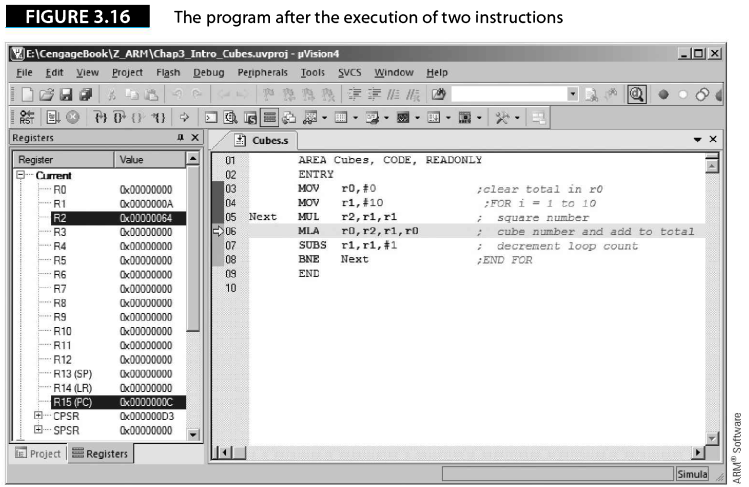 FIGURE 3.16 The program after the execution of two instructions
E:\CengageBook\Z_ARM\Chap3_Intro_Cubes.uvproj - µVision4
File Edit View Project Flash Debug Peripherals Tools SVCS Window Help
Registers
Cubes.s
Register Value
Current
R0 0x00000000
R1 0x0000000A
R2 0x00000064
R3 0x00000000
R4 0x00000000
R5 0x00000000
R6 0x00000000
R7 0x00000000
R8 0x00000000
R9 0x00000000
R10 0x00000000
R11 0x00000000
R12 0x00000000
R13 (SP) 0x00000000
R14 (LR) 0x00000000
R15 (PC) 0x0000000C
CPSR 0x000000D3
SPSR 0x00000000
Project Registers
01 AREA Cubes, CODE, READONLY
02 ENTRY
03 MOV r0,#0 ;clear total in r0
04 MOV r1,#10 ;FOR i = 1 to 10
05 Next MUL r2,r1,r1 ; square number
06 MLA r0,r2,r1,r0 ; cube number and add to total
07 SUBS r1,r1,#1 ; decrement loop count
08 BNE Next ;END FOR
09 END
10
Simula
ARM® Software